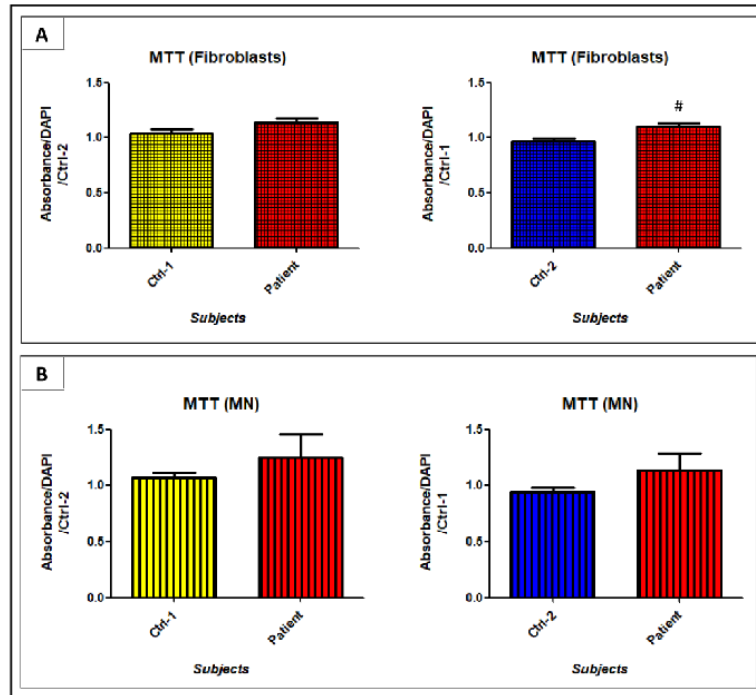 A
MTT (Fibroblasts)
Absorbance/DAPI
/Ctrl-2
1.5
1.0
0.5
0.0
Ctrl-1
Patient
Subjects
MTT (Fibroblasts)
Absorbance/DAPI
/Ctrl-1
1.5
1.0
0.5
0.0
#
Ctrl-2
Patient
Subjects
B
MTT (MN)
Absorbance/DAPI
/Ctrl-2
1.5
1.0
0.5
0.0
Ctrl-1
Patient
Subjects
MTT (MN)
Absorbance/DAPI
/Ctrl-1
1.5
1.0
0.5
0.0
Ctrl-2
Patient
Subjects